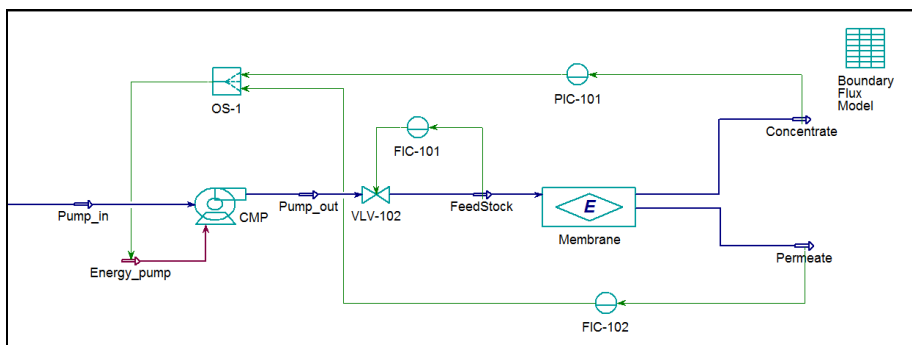 Boundary
Flux
Model
PIC-101
OS-1
Concentrate
FIC-101
Pump_in
CMP
Pump_out
VLV-102
FeedStock
E
Membrane
Permeate
Energy_pump
FIC-102